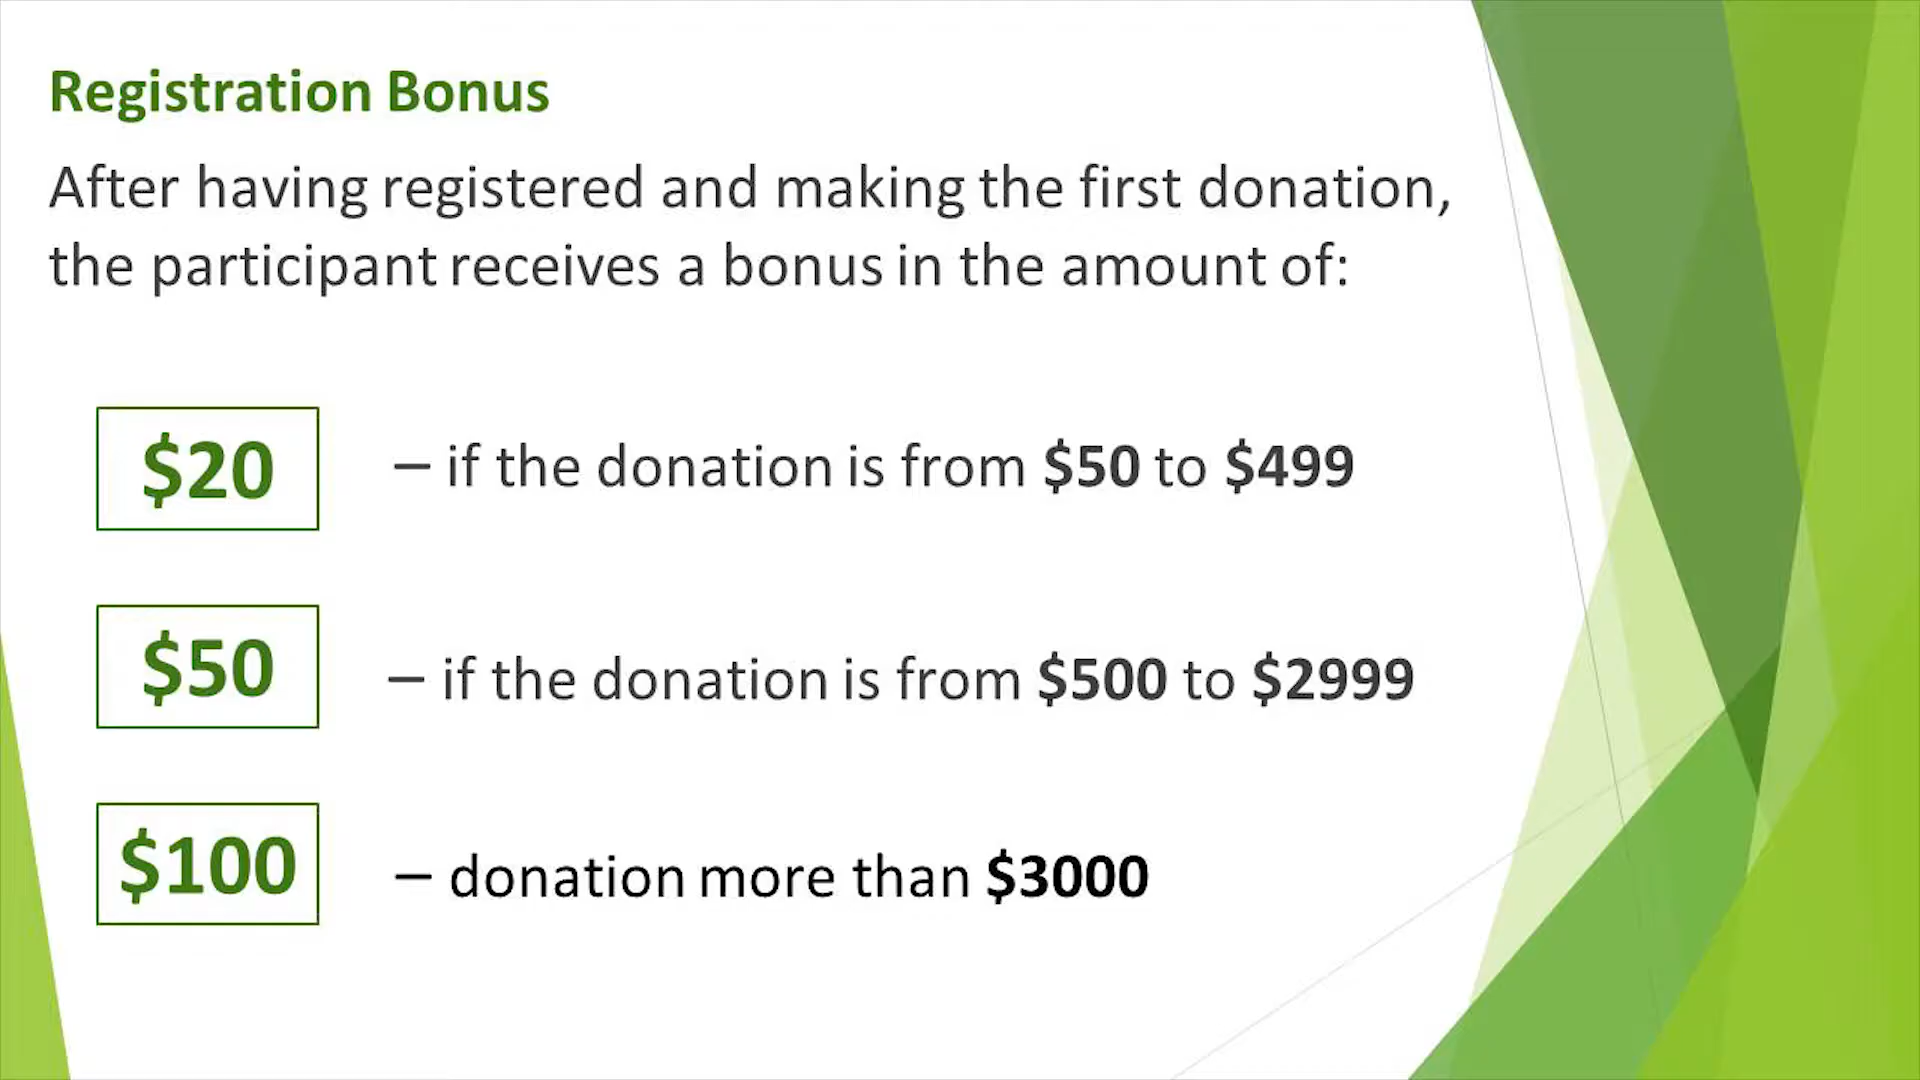 Registration Bonus
After having registered and making the first donation,
the participant receives a bonus in the amount of:
$20 – if the donation is from $50 to $499
$50 – if the donation is from $500 to $2999
$100 – donation more than $3000